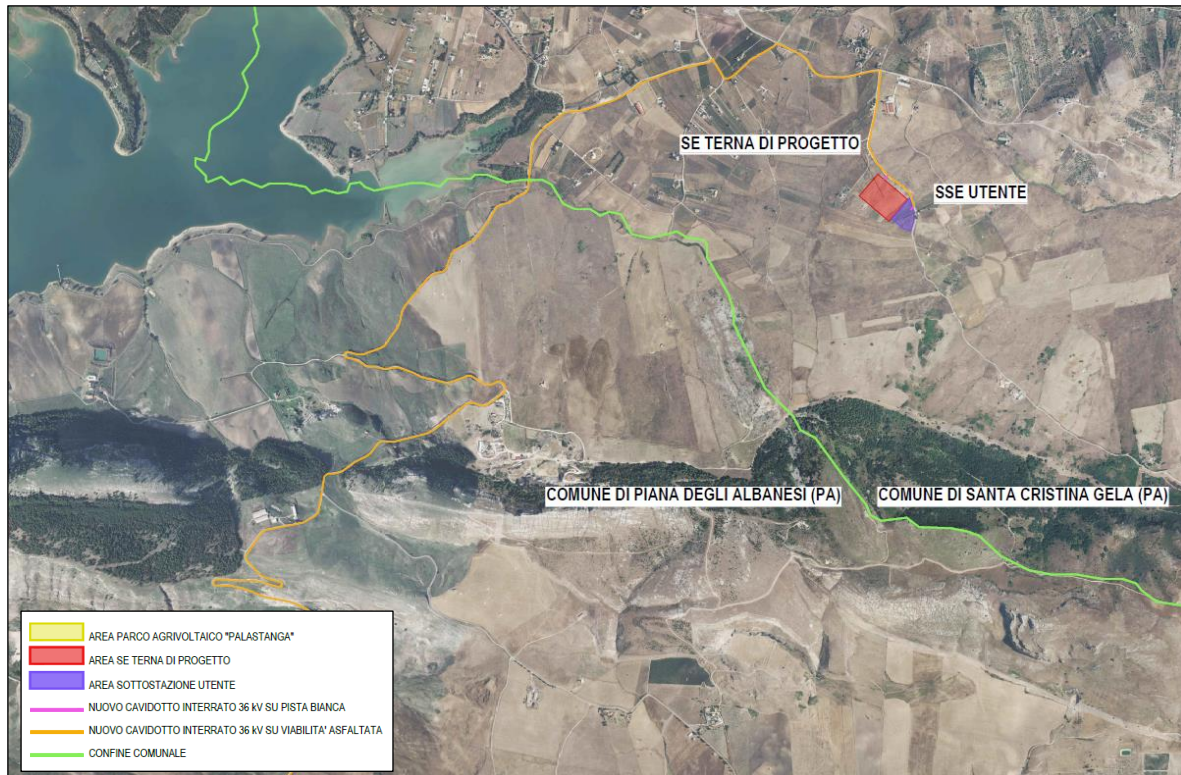 SE TERNA DI PROGETTO
SSE UTENTE
COMUNE DI PIANA DEGLI ALBANESI (PA)
COMUNE DI SANTA CRISTINA GELA (PA)
AREA PARCO AGRIVOLTAICO "PALASTANGA"
AREA SE TERNA DI PROGETTO
AREA SOTTOSTAZIONE UTENTE
NUOVO CAVIDOTTO INTERRATO 36 kV SU PISTA BIANCA
NUOVO CAVIDOTTO INTERRATO 36 kV SU VIABILITA' ASFALTATA
CONFINE COMUNALE